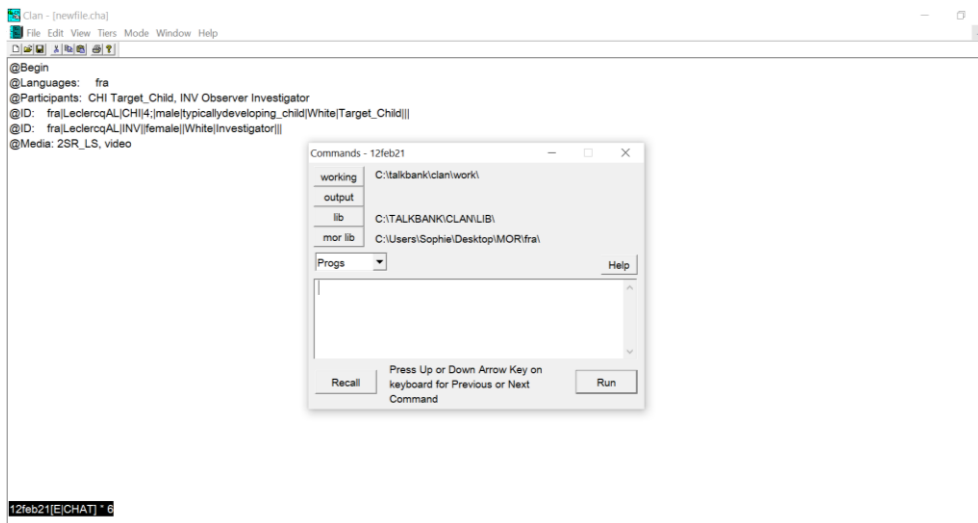 Clan - [newfile.cha]
File Edit View Tiers Mode Window Help
@Begin
@Languages: fra
@Participants: CHI Target_Child, INV Observer Investigator
@ID: fra|LeclercqAL|CHI|4;|male|typicallydeveloping_child|White|Target_Child|||
@ID: fra|LeclercqAL|INV||female||White|Investigator|||
@Media: 2SR_LS, video
Commands - 12feb21
working C:\talkbank\clan\work\
output
lib C:\TALKBANK\CLAN\LIB\
mor lib C:\Users\Sophie\Desktop\MOR\fra\
Progs
Help
Recall
Press Up or Down Arrow Key on
keyboard for Previous or Next
Command
Run
12feb21[E|CHAT] * 6